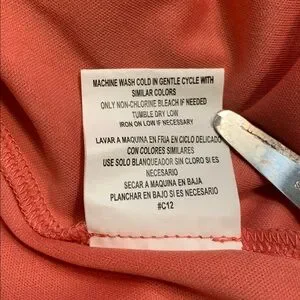 MACHINE WASH COLD IN GENTLE CYCLE WITH
SIMILAR COLORS
ONLY NON-CHLORINE BLEACH IF NEEDED
TUMBLE DRY LOW
IRON ON LOW IF NECESSARY
LAVAR A MAQUINA EN FRIA EN CICLO DELICADO
CON COLORES SIMILARES
USE SOLO BLANQUEADOR SIN CLORO SI ES
NECESARIO
SECAR A MAQUINA EN BAJA
PLANCHAR EN BAJO SI ES NECESARIO
#C12